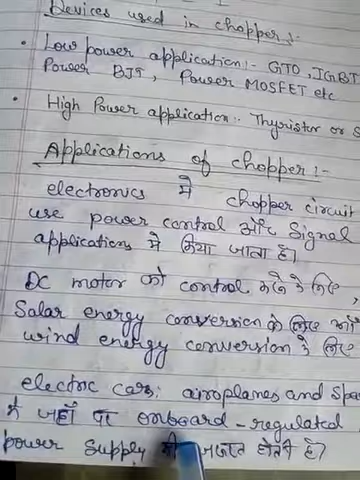 Devices used in chopper :-
• Low power application :- GTO, IGBT
Power BJT, Power MOSFET etc
• High Power application :- Thyristor or S
Applications of chopper :-
electronics में chopper circuit
use power control और Signal
applications में किया जाता है।
DC motor को control करने के लिए,
Solar energy conversion के लिए और
wind energy conversion के लिए
electric cars, airoplanes and Spa
में जहाँ पर onboard-regulated
power supply की जरूरत होती है?